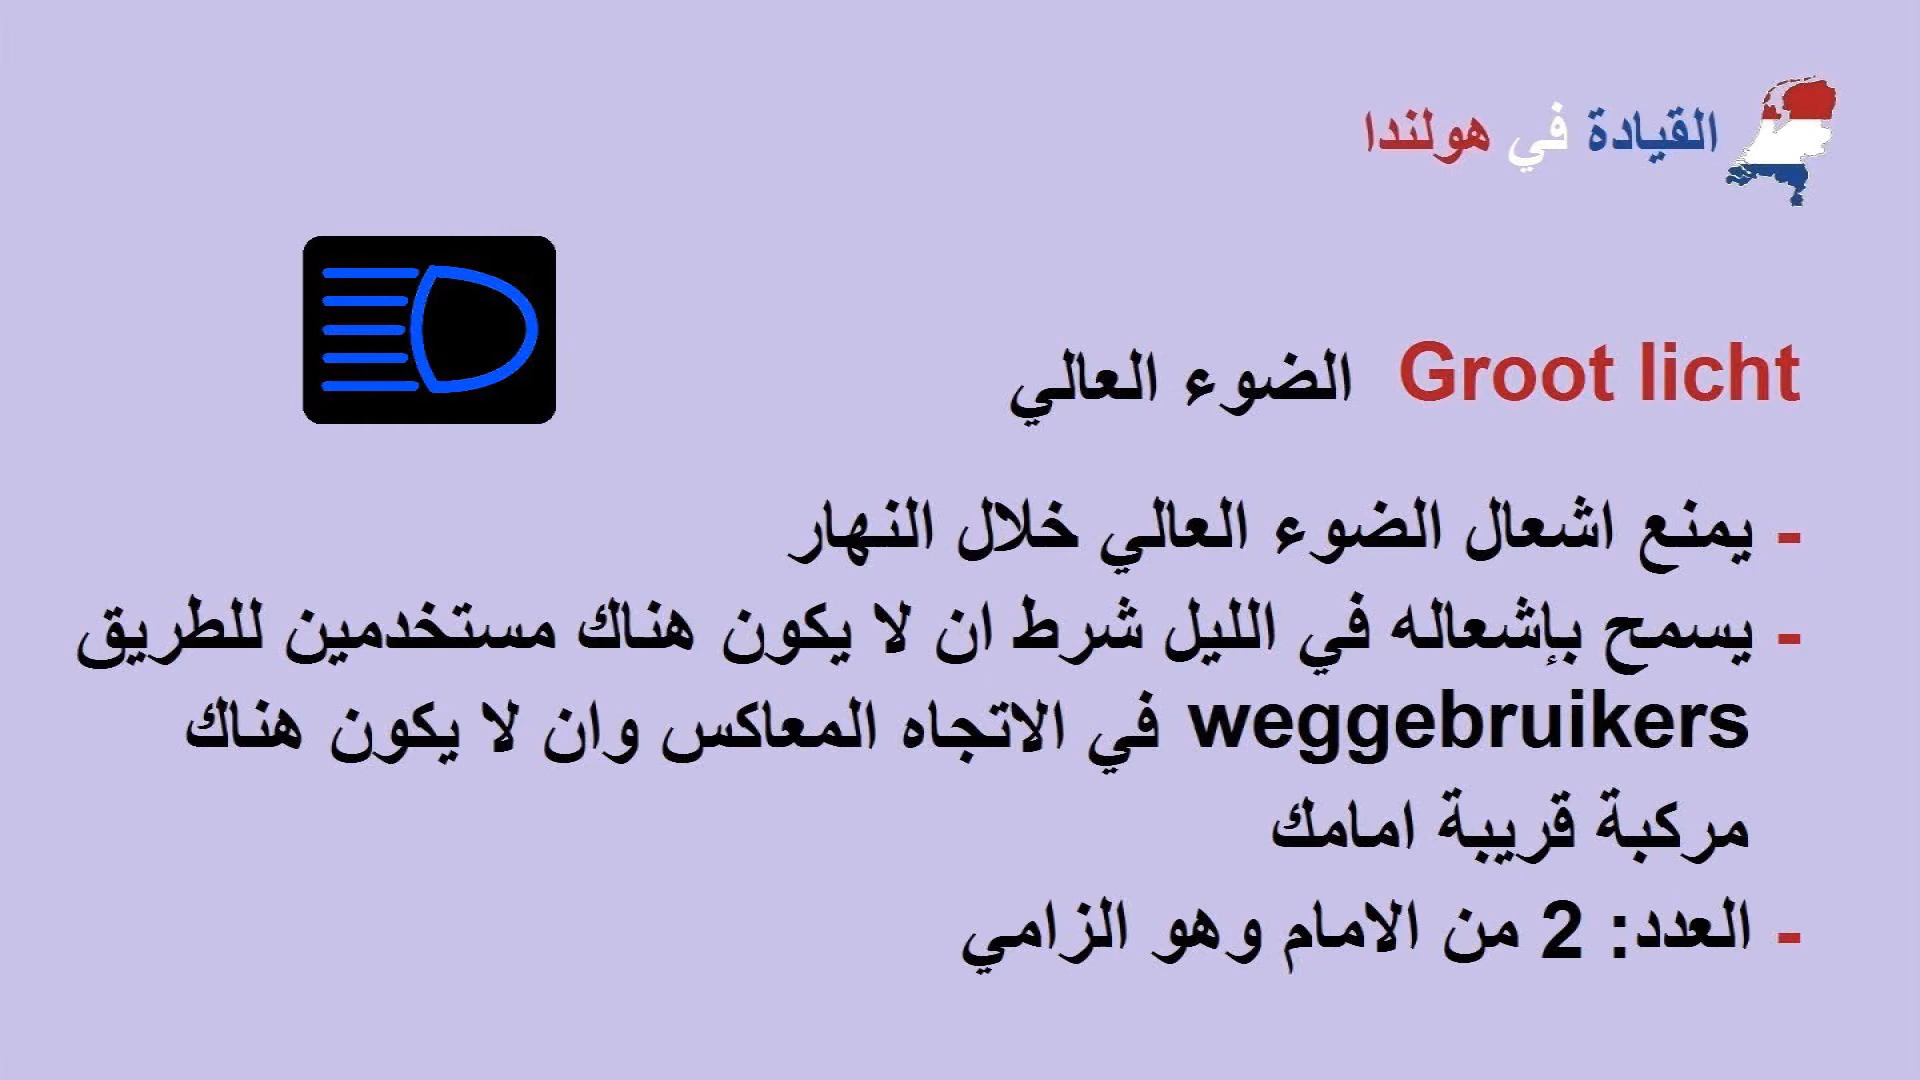 القيادة في هولندا
Groot licht الضوء العالي
- يمنع اشعال الضوء العالي خلال النهار
- يسمح بإشعاله في الليل شرط ان لا يكون هناك مستخدمين للطريق
weggebruikers في الاتجاه المعاكس وان لا يكون هناك
مركبة قريبة امامك
- العدد: 2 من الامام وهو الزامي